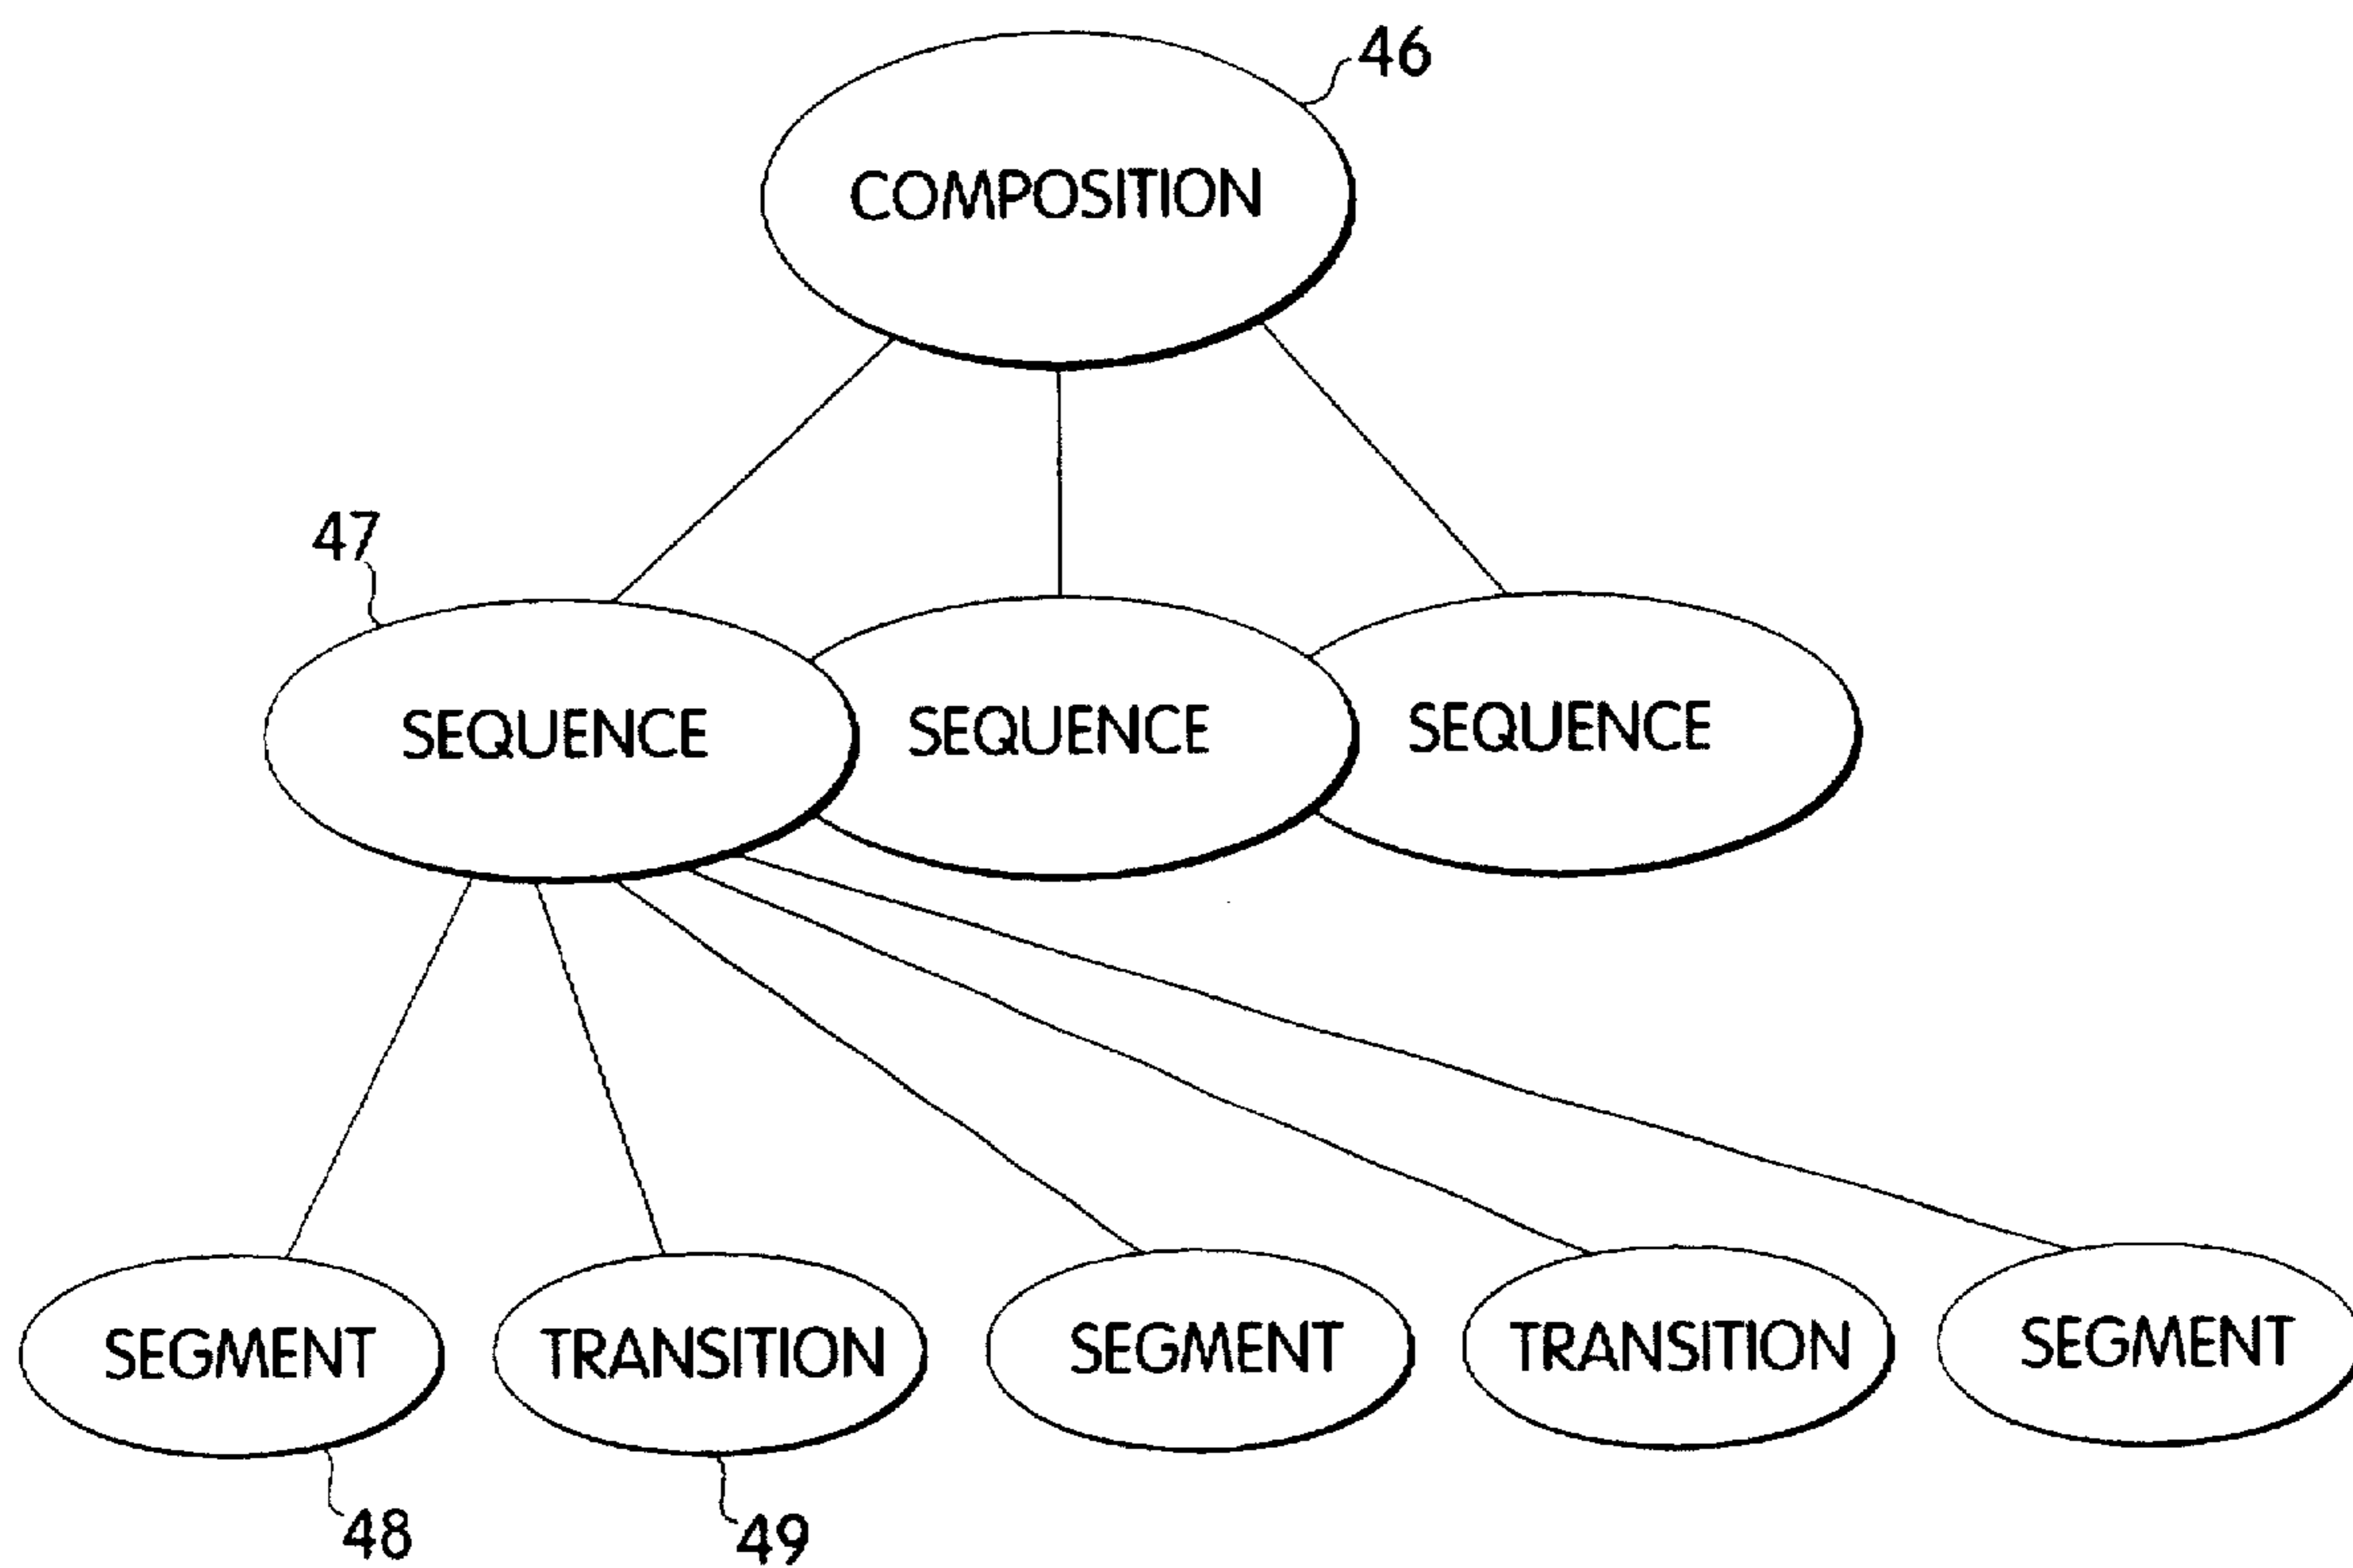 46
COMPOSITION
47
SEQUENCE
SEQUENCE
SEQUENCE
SEGMENT
TRANSITION
SEGMENT
TRANSITION
SEGMENT
48
49